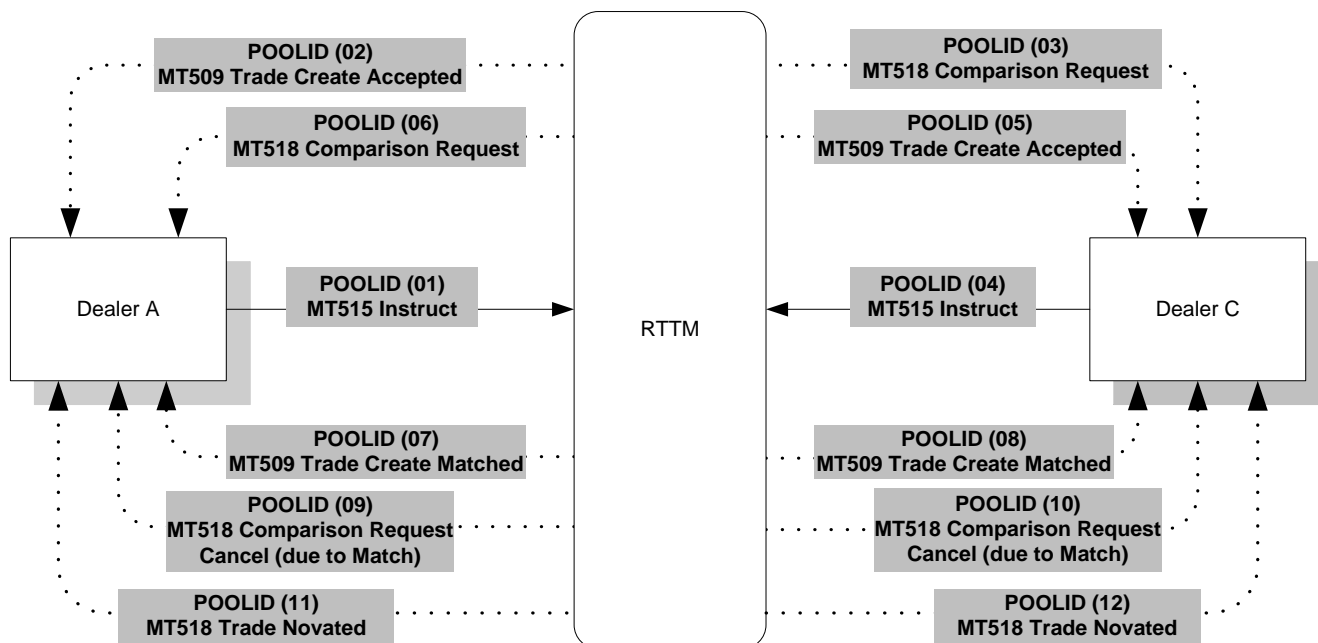 POOLID (02)
MT509 Trade Create Accepted
POOLID (03)
MT518 Comparison Request
POOLID (06)
MT518 Comparison Request
POOLID (05)
MT509 Trade Create Accepted
Dealer A
POOLID (01)
MT515 Instruct
RTTM
POOLID (04)
MT515 Instruct
Dealer C
POOLID (07)
MT509 Trade Create Matched
POOLID (08)
MT509 Trade Create Matched
POOLID (09)
MT518 Comparison Request
Cancel (due to Match)
POOLID (10)
MT518 Comparison Request
Cancel (due to Match)
POOLID (11)
MT518 Trade Novated
POOLID (12)
MT518 Trade Novated